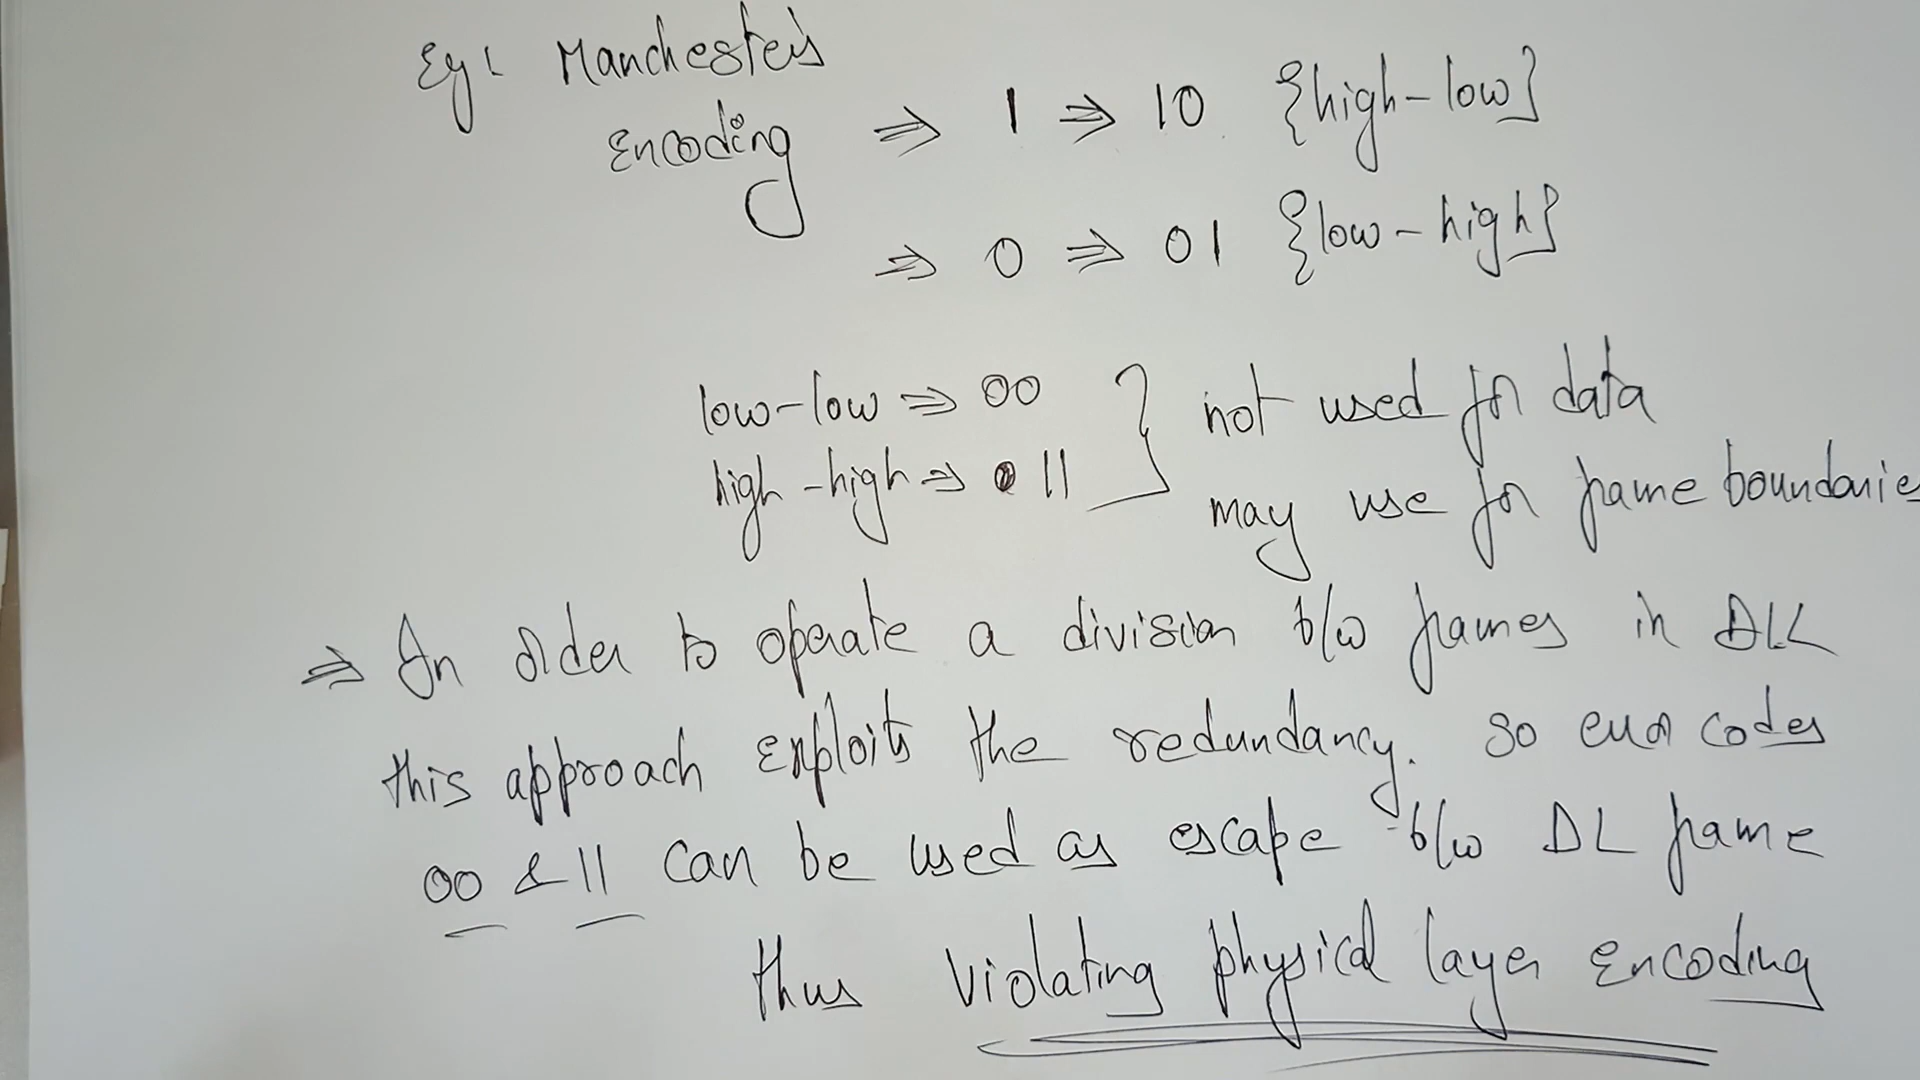 Eg: Manchester's
Encoding ⇒ 1 ⇒ 10 {high-low}
⇒ 0 ⇒ 01 {low-high}
low-low ⇒ 00 } not used for data
high-high ⇒ 11 may use for frame boundaries
⇒ In order to operate a division b/w frames in DLL
this approach exploits the redundancy. So codes
00 & 11 can be used as escape b/w DL frame
thus violating physical layer encoding